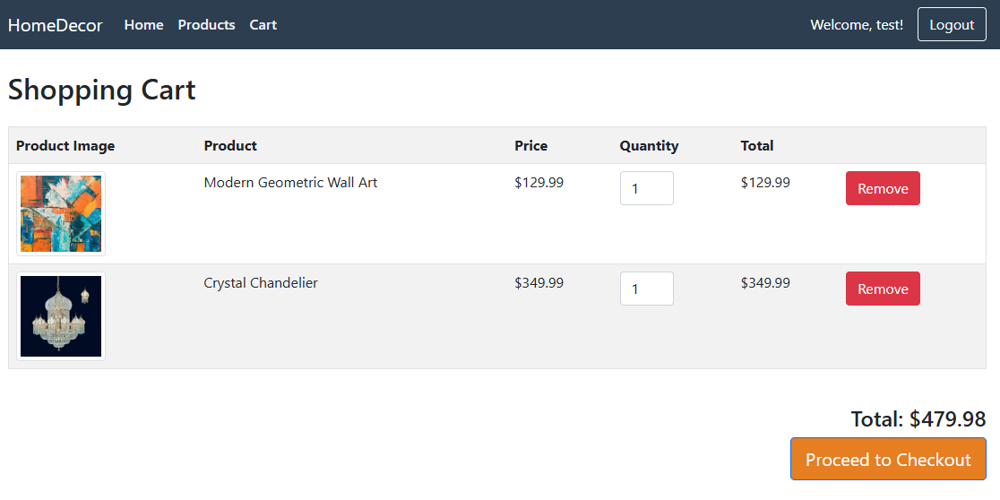 HomeDecor Home Products Cart Welcome, test! Logout
Shopping Cart
Product Image Product Price Quantity Total
Modern Geometric Wall Art $129.99 1 $129.99 Remove
Crystal Chandelier $349.99 1 $349.99 Remove
Total: $479.98
Proceed to Checkout